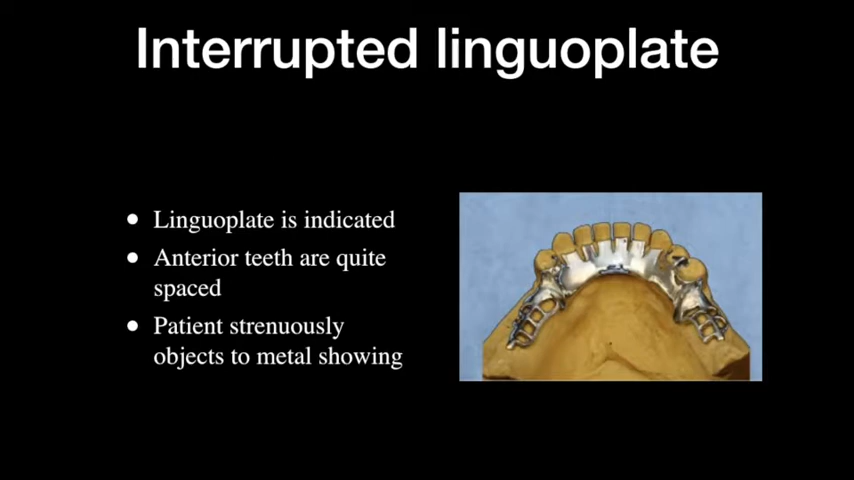 Interrupted linguoplate
● Linguoplate is indicated
● Anterior teeth are quite
spaced
● Patient strenuously
objects to metal showing